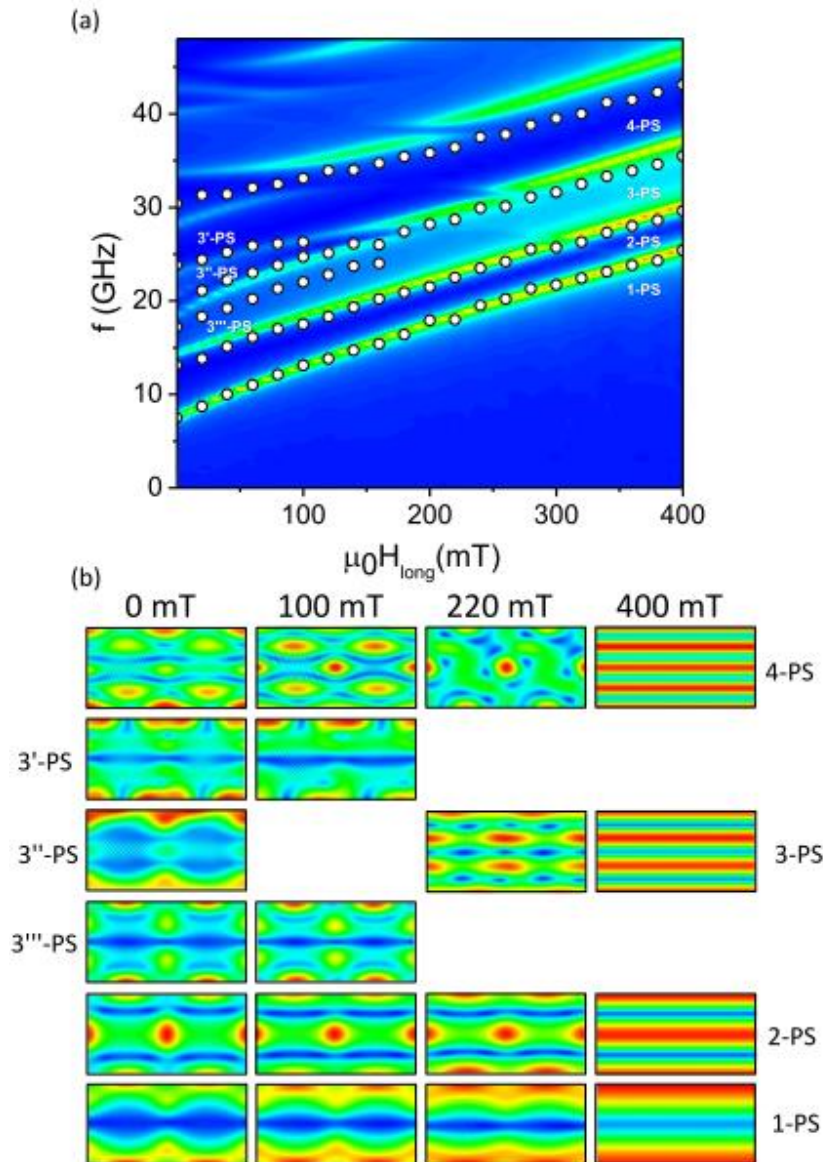 (a)
f (GHz)
40
30
20
10
0
4-PS
3-PS
3'-PS
3''-PS
2-PS
3'''-PS
1-PS
100
200
300
400
μ0Hlong(mT)
(b)
0 mT
100 mT
220 mT
400 mT
4-PS
3'-PS
3''-PS
3-PS
3'''-PS
2-PS
1-PS